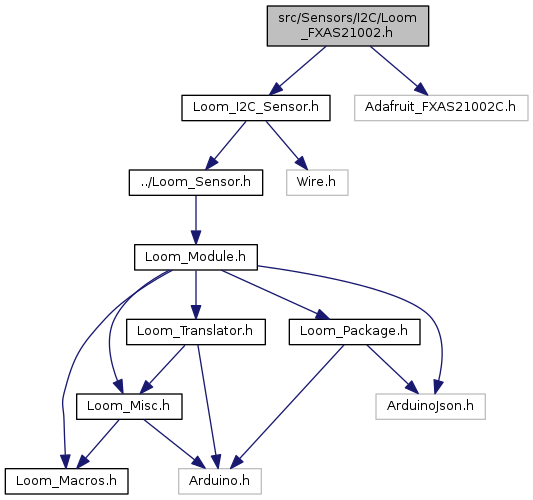 src/Sensors/I2C/Loom
_FXAS21002.h
Loom_I2C_Sensor.h
Adafruit_FXAS21002C.h
../Loom_Sensor.h
Wire.h
Loom_Module.h
Loom_Translator.h
Loom_Package.h
Loom_Misc.h
ArduinoJson.h
Loom_Macros.h
Arduino.h